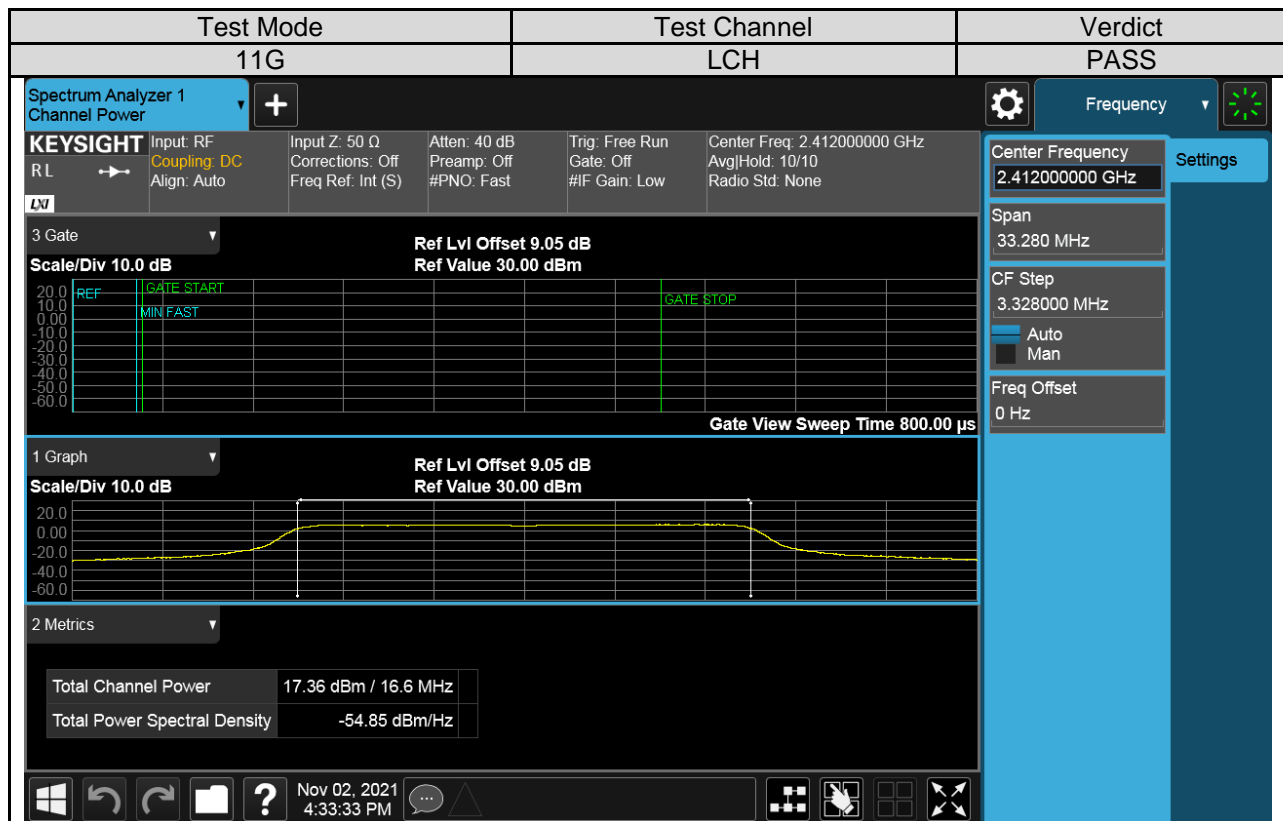 Test Mode Test Channel Verdict
11G LCH PASS
Spectrum Analyzer 1
Channel Power
Frequency
KEYSIGHT Input: RF Input Z: 50 Ω Atten: 40 dB Trig: Free Run Center Freq: 2.412000000 GHz
RL Coupling: DC Corrections: Off Preamp: Off Gate: Off Avg|Hold: 10/10
Align: Auto Freq Ref: Int (S) #PNO: Fast #IF Gain: Low Radio Std: None
LXI
Center Frequency
2.412000000 GHz
Settings
Span
33.280 MHz
CF Step
3.328000 MHz
Auto
Man
Freq Offset
0 Hz
3 Gate
Ref Lvl Offset 9.05 dB
Scale/Div 10.0 dB Ref Value 30.00 dBm
20.0
10.0
0.00
-10.0
-20.0
-30.0
-40.0
-50.0
-60.0
REF
GATE START
MIN FAST
GATE STOP
Gate View Sweep Time 800.00 µs
1 Graph
Ref Lvl Offset 9.05 dB
Scale/Div 10.0 dB Ref Value 30.00 dBm
20.0
0.00
-20.0
-40.0
-60.0
2 Metrics
Total Channel Power 17.36 dBm / 16.6 MHz
Total Power Spectral Density -54.85 dBm/Hz
Nov 02, 2021
4:33:33 PM